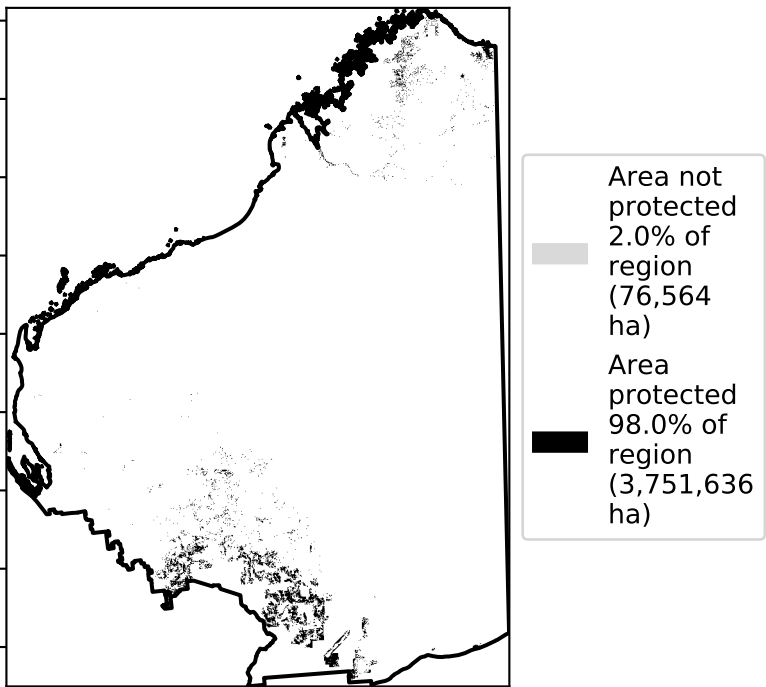 Area not
protected
2.0% of
region
(76,564
ha)
Area
protected
98.0% of
region
(3,751,636
ha)